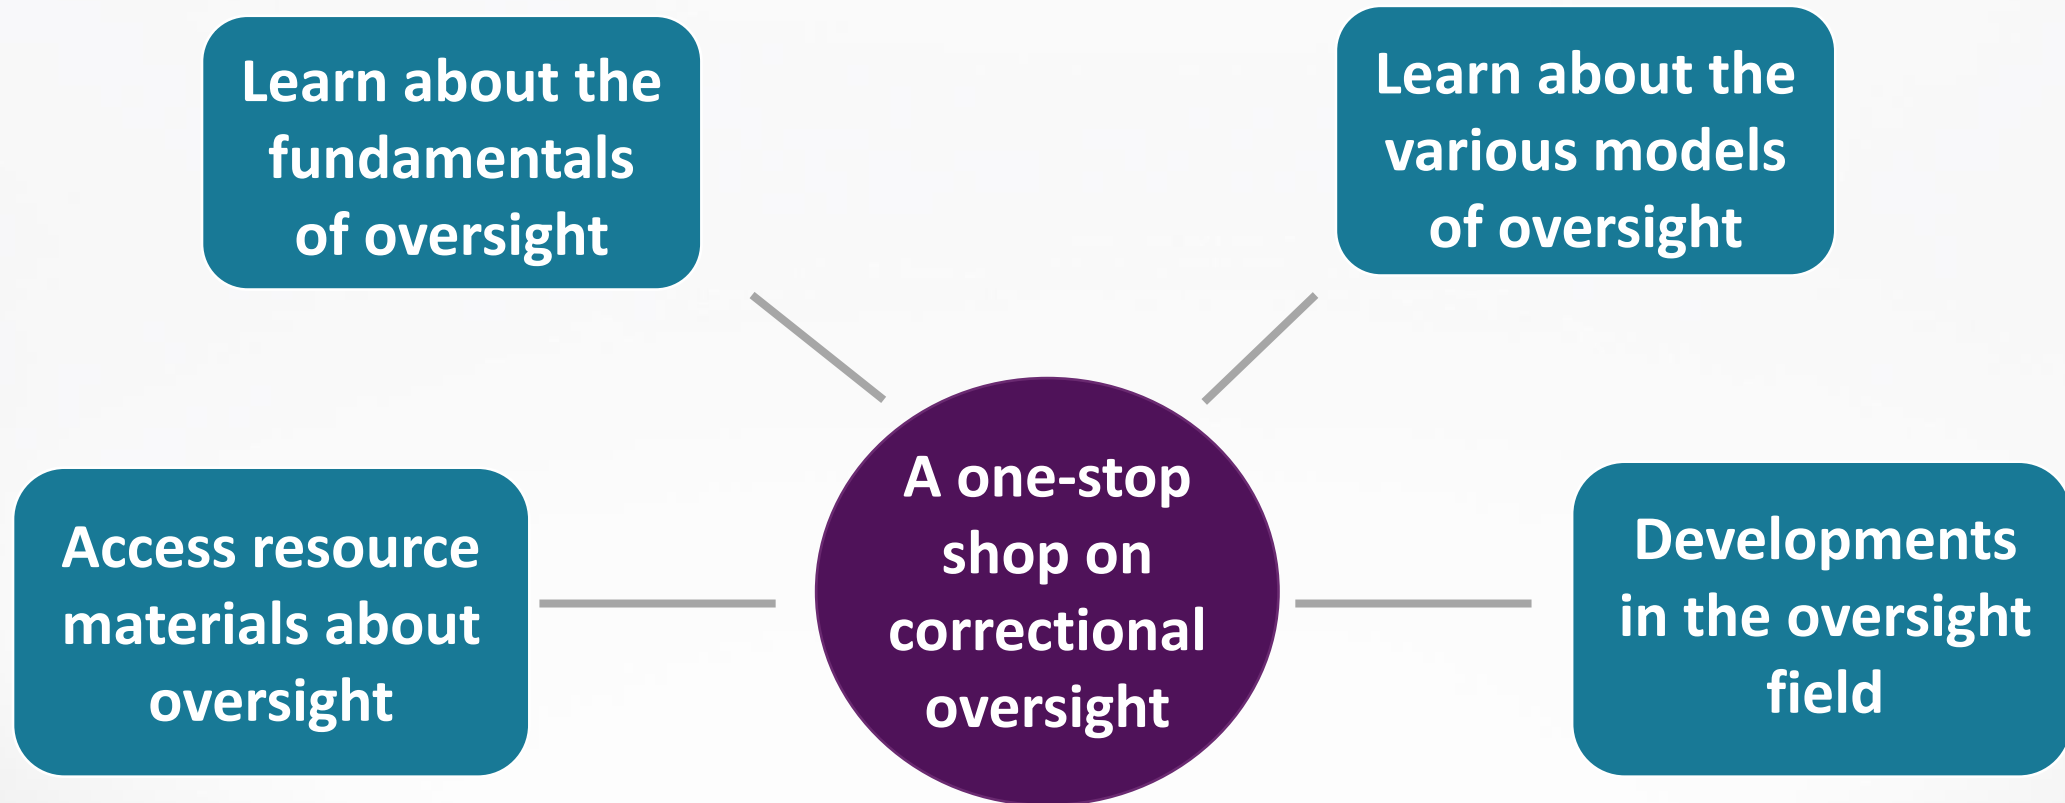 Learn about the
fundamentals
of oversight
Learn about the
various models
of oversight
Access resource
materials about
oversight
A one-stop
shop on
correctional
oversight
Developments
in the oversight
field